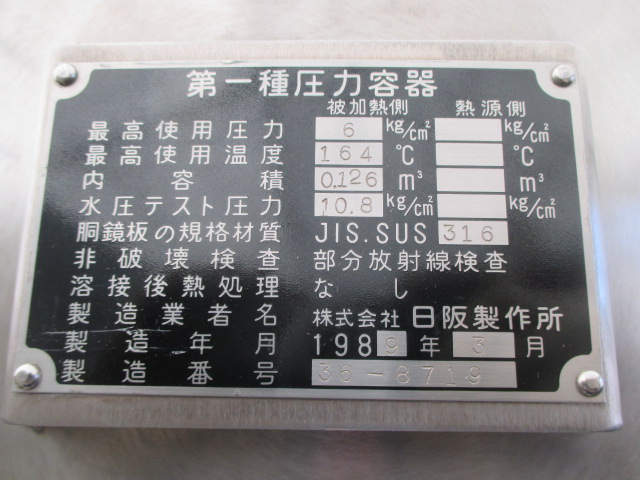 第一種圧力容器
被加熱側 熱源側
最高使用圧力 6 kg/cm² kg/cm²
最高使用温度 164 ℃ ℃
内容積 0.126 m³ m³
水圧テスト圧力 10.8 kg/cm² kg/cm²
胴鏡板の規格材質 JIS.SUS 316
非破壊検査 部分放射線検査
溶接後熱処理 なし
製造業者名 株式会社 日阪製作所
製造年月 1989年 3月
製造番号 36-8719